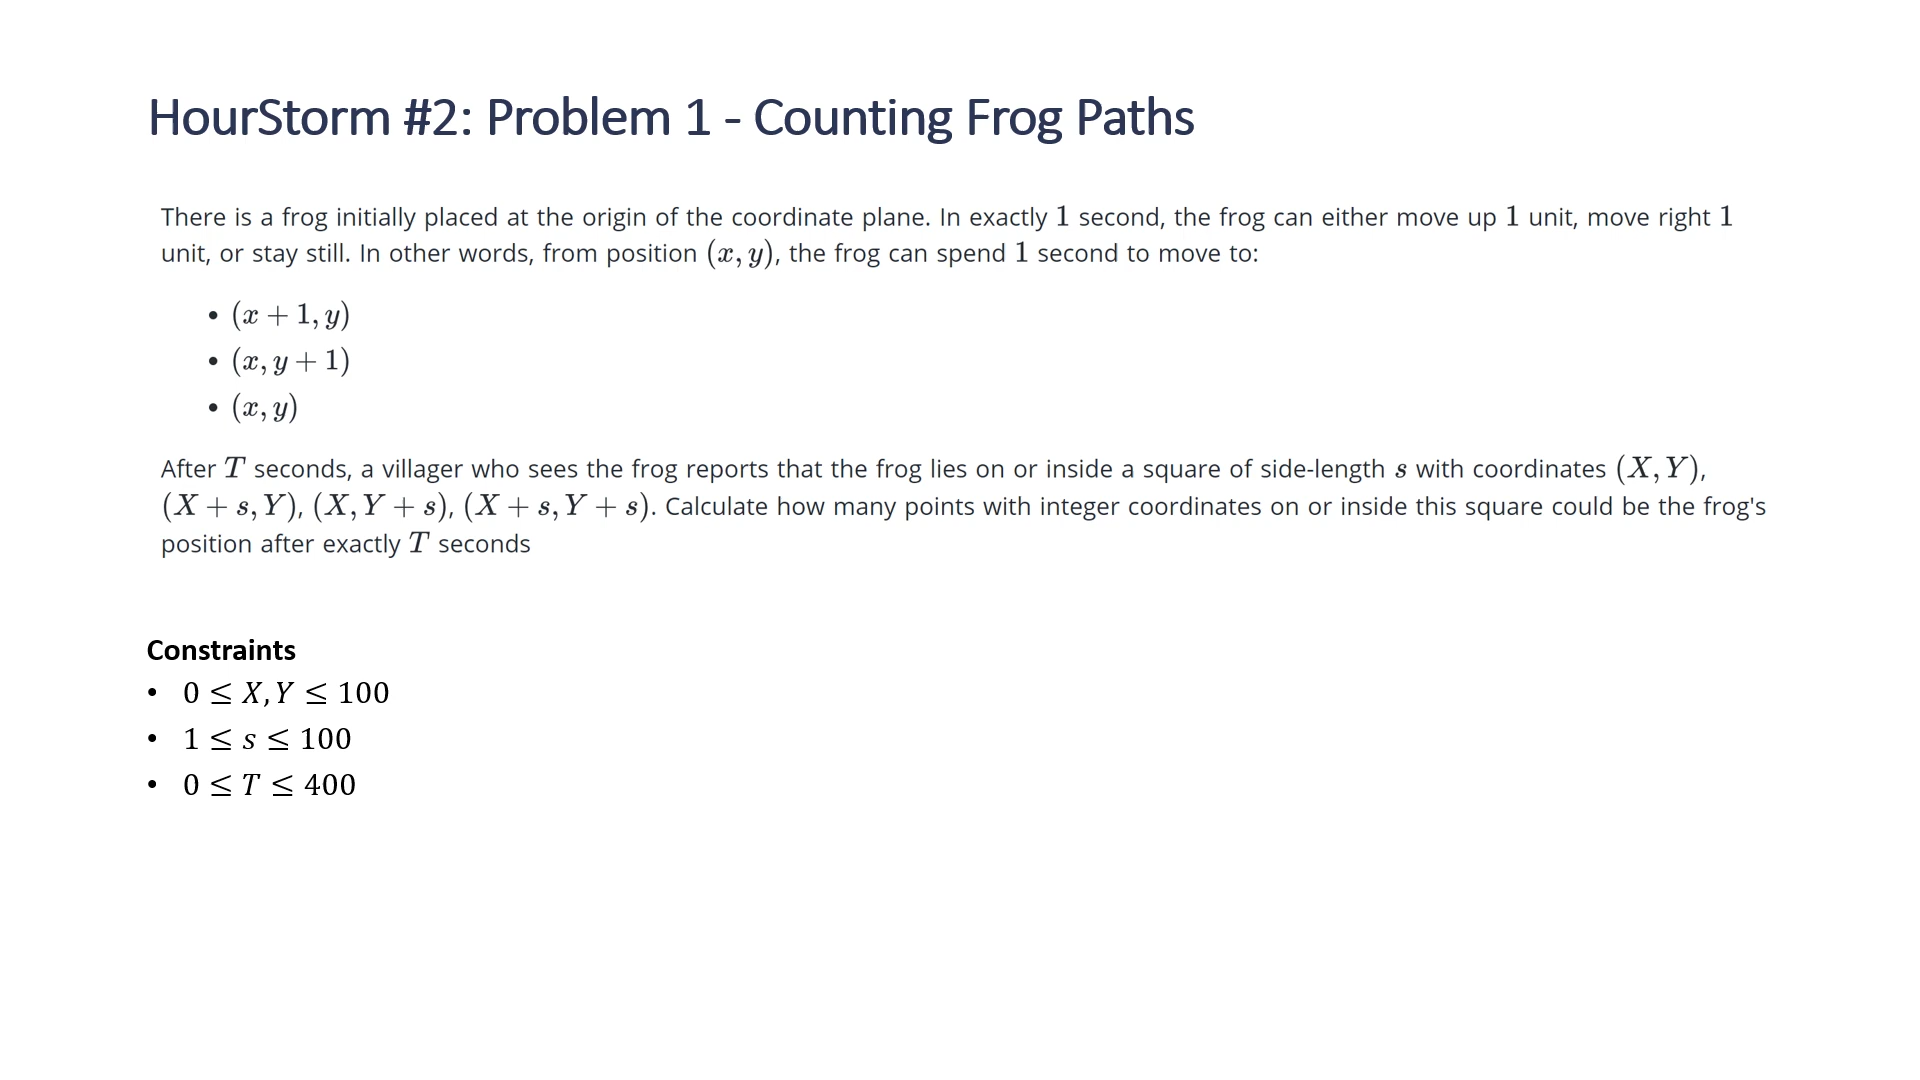 HourStorm #2: Problem 1 - Counting Frog Paths
There is a frog initially placed at the origin of the coordinate plane. In exactly 1 second, the frog can either move up 1 unit, move right 1
unit, or stay still. In other words, from position (x, y), the frog can spend 1 second to move to:
• (x + 1, y)
• (x, y + 1)
• (x, y)
After T seconds, a villager who sees the frog reports that the frog lies on or inside a square of side-length s with coordinates (X, Y),
(X + s, Y), (X, Y + s), (X + s, Y + s). Calculate how many points with integer coordinates on or inside this square could be the frog's
position after exactly T seconds
Constraints
• 0 ≤ X, Y ≤ 100
• 1 ≤ s ≤ 100
• 0 ≤ T ≤ 400